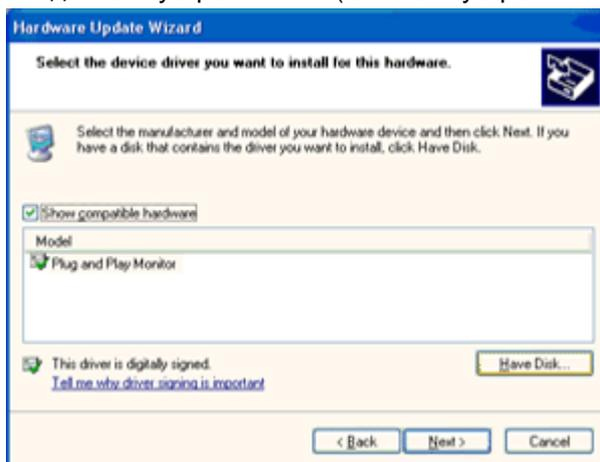 Hardware Update Wizard
Select the device driver you want to install for this hardware.
Select the manufacturer and model of your hardware device and then click Next. If you
have a disk that contains the driver you want to install, click Have Disk.
Show compatible hardware
Model
Plug and Play Monitor
This driver is digitally signed.
Have Disk...
Tell me why driver signing is important
< Back
Next >
Cancel